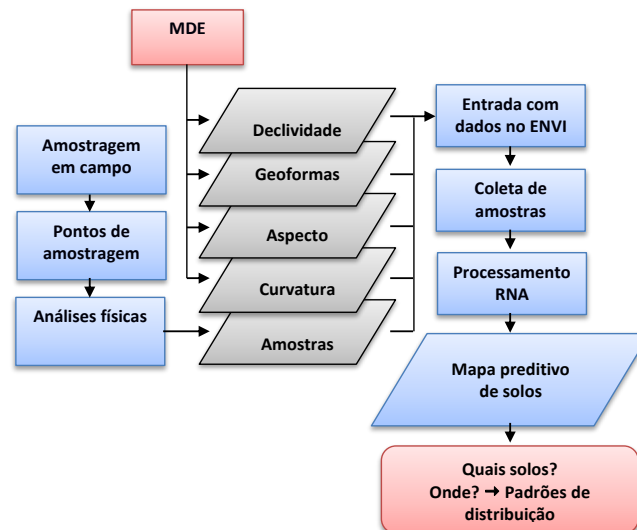 MDE
Declividade
Geoformas
Aspecto
Curvatura
Amostras
Amostragem
em campo
Pontos de
amostragem
Análises físicas
Entrada com
dados no ENVI
Coleta de
amostras
Processamento
RNA
Mapa preditivo
de solos
Quais solos?
Onde? → Padrões de
distribuição